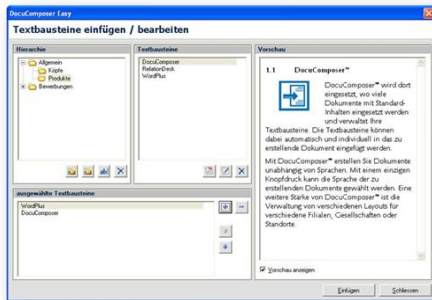 DocuComposer Easy
Textbausteine einfügen / bearbeiten
Hierarchie
Allgemein
Köpfe
Produkte
Bewerbungen
Textbausteine
DocuComposer
RelationDesk
WordPlus
ausgewählte Textbausteine
WordPlus
DocuComposer
Vorschau
1.1 DocuComposer™
DocuComposer™ wird dort
eingesetzt, wo viele
Dokumente mit Standard-
Inhalten eingesetzt werden
und verwaltet Ihre
Textbausteine. Die Textbausteine können
dabei automatisch und individuell in das zu
erstellende Dokument eingefügt werden.
Mit DocuComposer™ erstellen Sie Dokumente
unabhängig von Sprachen. Mit einem einzigen
Knopfdruck kann die Sprache der zu
erstellenden Dokumente gewählt werden. Eine
weitere Stärke von DocuComposer™ ist die
Verwaltung von verschiedenen Layouts für
verschiedene Filialen, Gesellschaften oder
Standorte.
Vorschau anzeigen
Einfügen
Schliessen